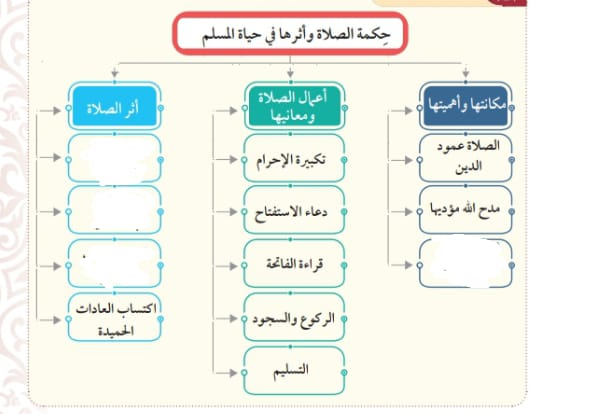 حِكمة الصلاة وأثرها في حياة المسلم
مكانتها وأهميتها
الصلاة عمود
الدين
مدح الله مؤديها
أعمال الصلاة
ومعانيها
تكبيرة الإحرام
دعاء الاستفتاح
قراءة الفاتحة
الركوع والسجود
التسليم
أثر الصلاة
اكتساب العادات
الحميدة